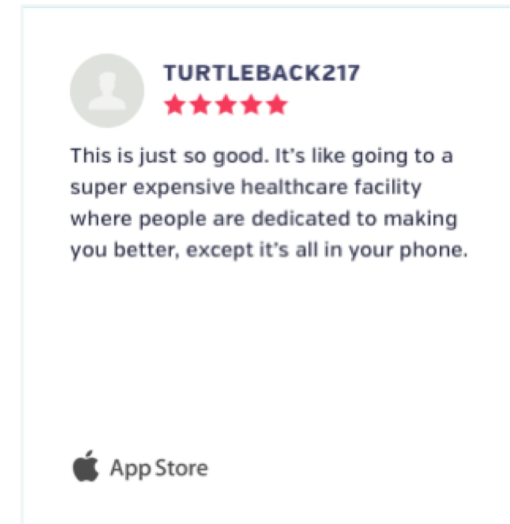 TURTLEBACK217
This is just so good. It's like going to a
super expensive healthcare facility
where people are dedicated to making
you better, except it's all in your phone.
App Store